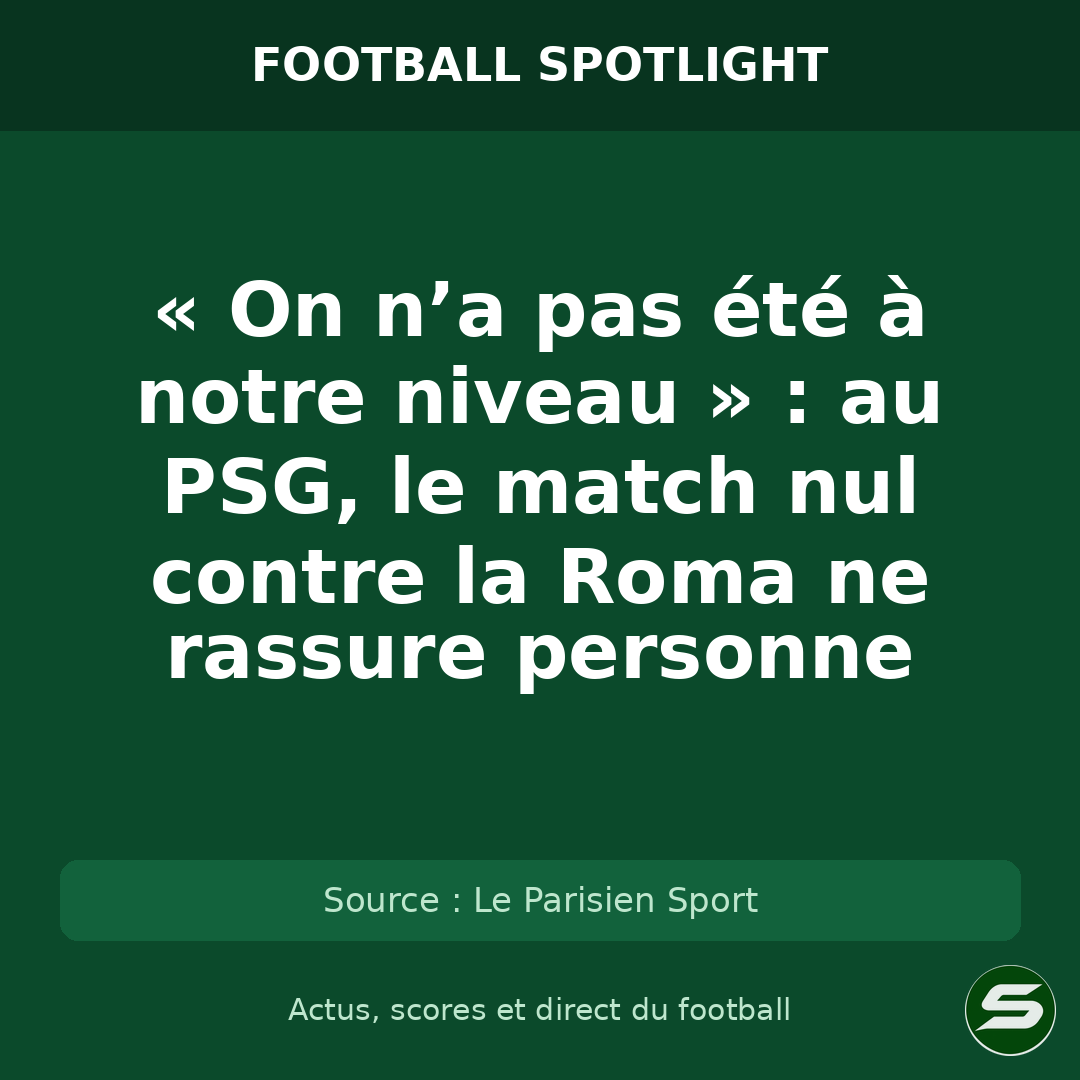 FOOTBALL SPOTLIGHT
« On n’a pas été à
notre niveau » : au
PSG, le match nul
contre la Roma ne
rassure personne
Source : Le Parisien Sport
Actus, scores et direct du football
S